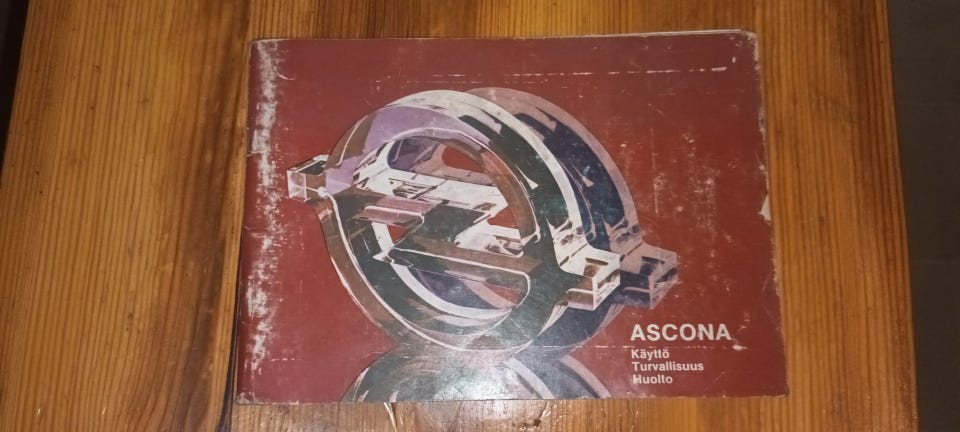 ASCONA
Käyttö
Turvallisuus
Huolto